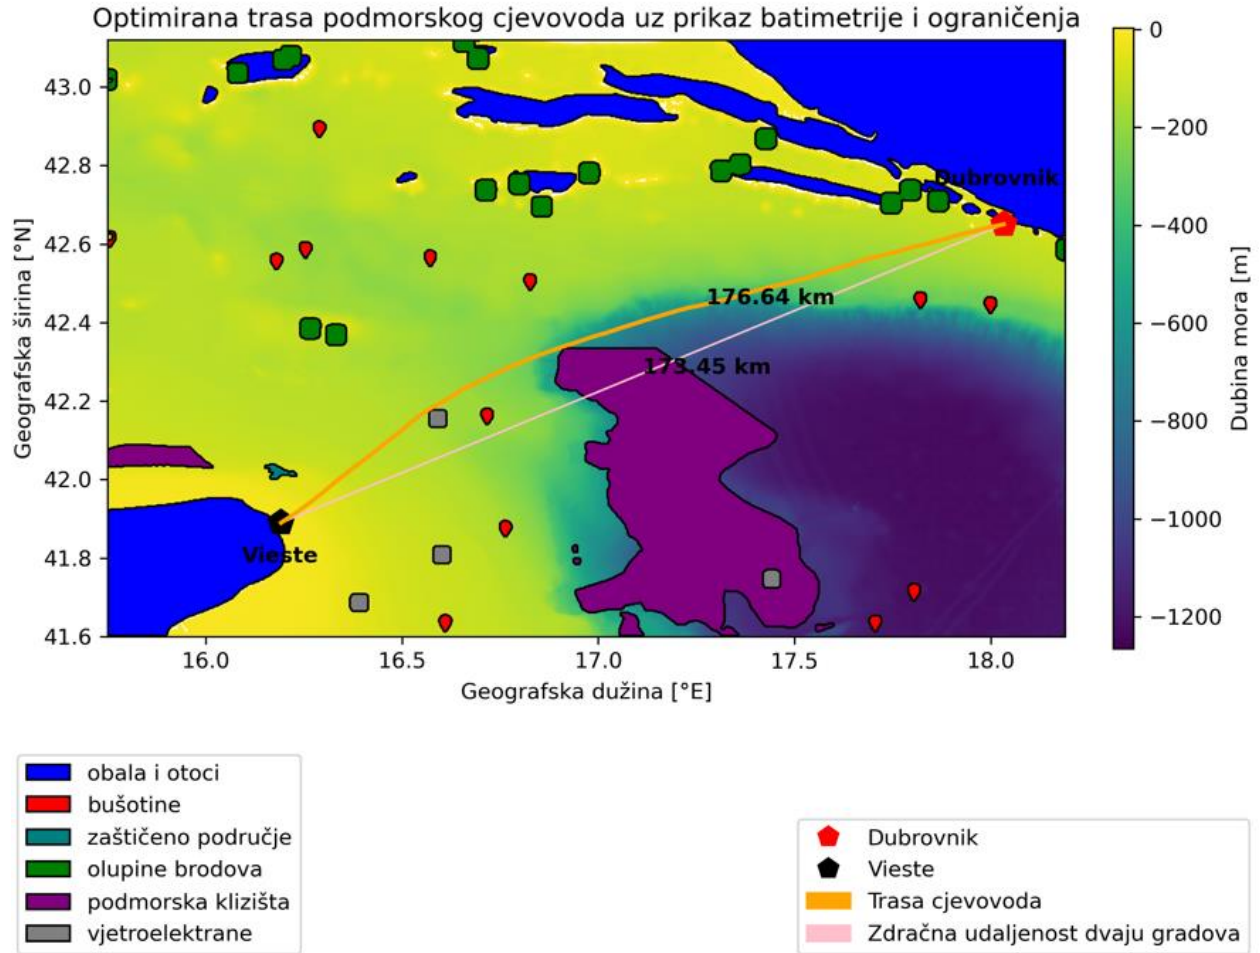 Optimirana trasa podmorskog cjevovoda uz prikaz batimetrije i ograničenja
43.0
42.8
42.6
42.4
42.2
42.0
41.8
41.6
Geografska širina [°N]
Dubrovnik
176.64 km
173.45 km
Vieste
16.0 16.5 17.0 17.5 18.0
Geografska dužina [°E]
0
−200
−400
−600
−800
−1000
−1200
Dubina mora [m]
obala i otoci
bušotine
zaštičeno područje
olupine brodova
podmorska klizišta
vjetroelektrane
Dubrovnik
Vieste
Trasa cjevovoda
Zdračna udaljenost dvaju gradova